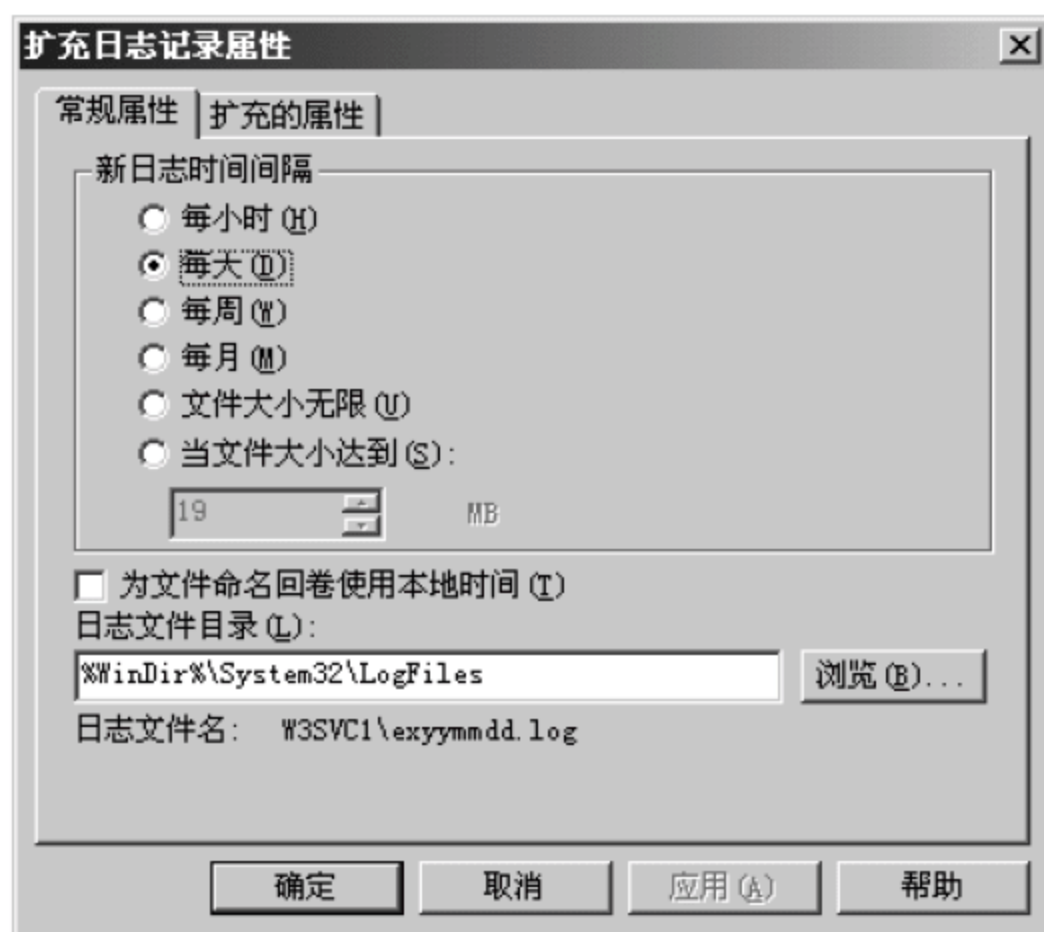 扩充日志记录属性
常规属性 扩充的属性
新日志时间间隔
每小时(H)
每天(D)
每周(W)
每月(M)
文件大小无限(U)
当文件大小达到(S):
19 MB
为文件命名回卷使用本地时间(T)
日志文件目录(L):
%WinDir%\System32\LogFiles 浏览(B)...
日志文件名: W3SVC1\exyymmdd.log
确定 取消 应用(A) 帮助